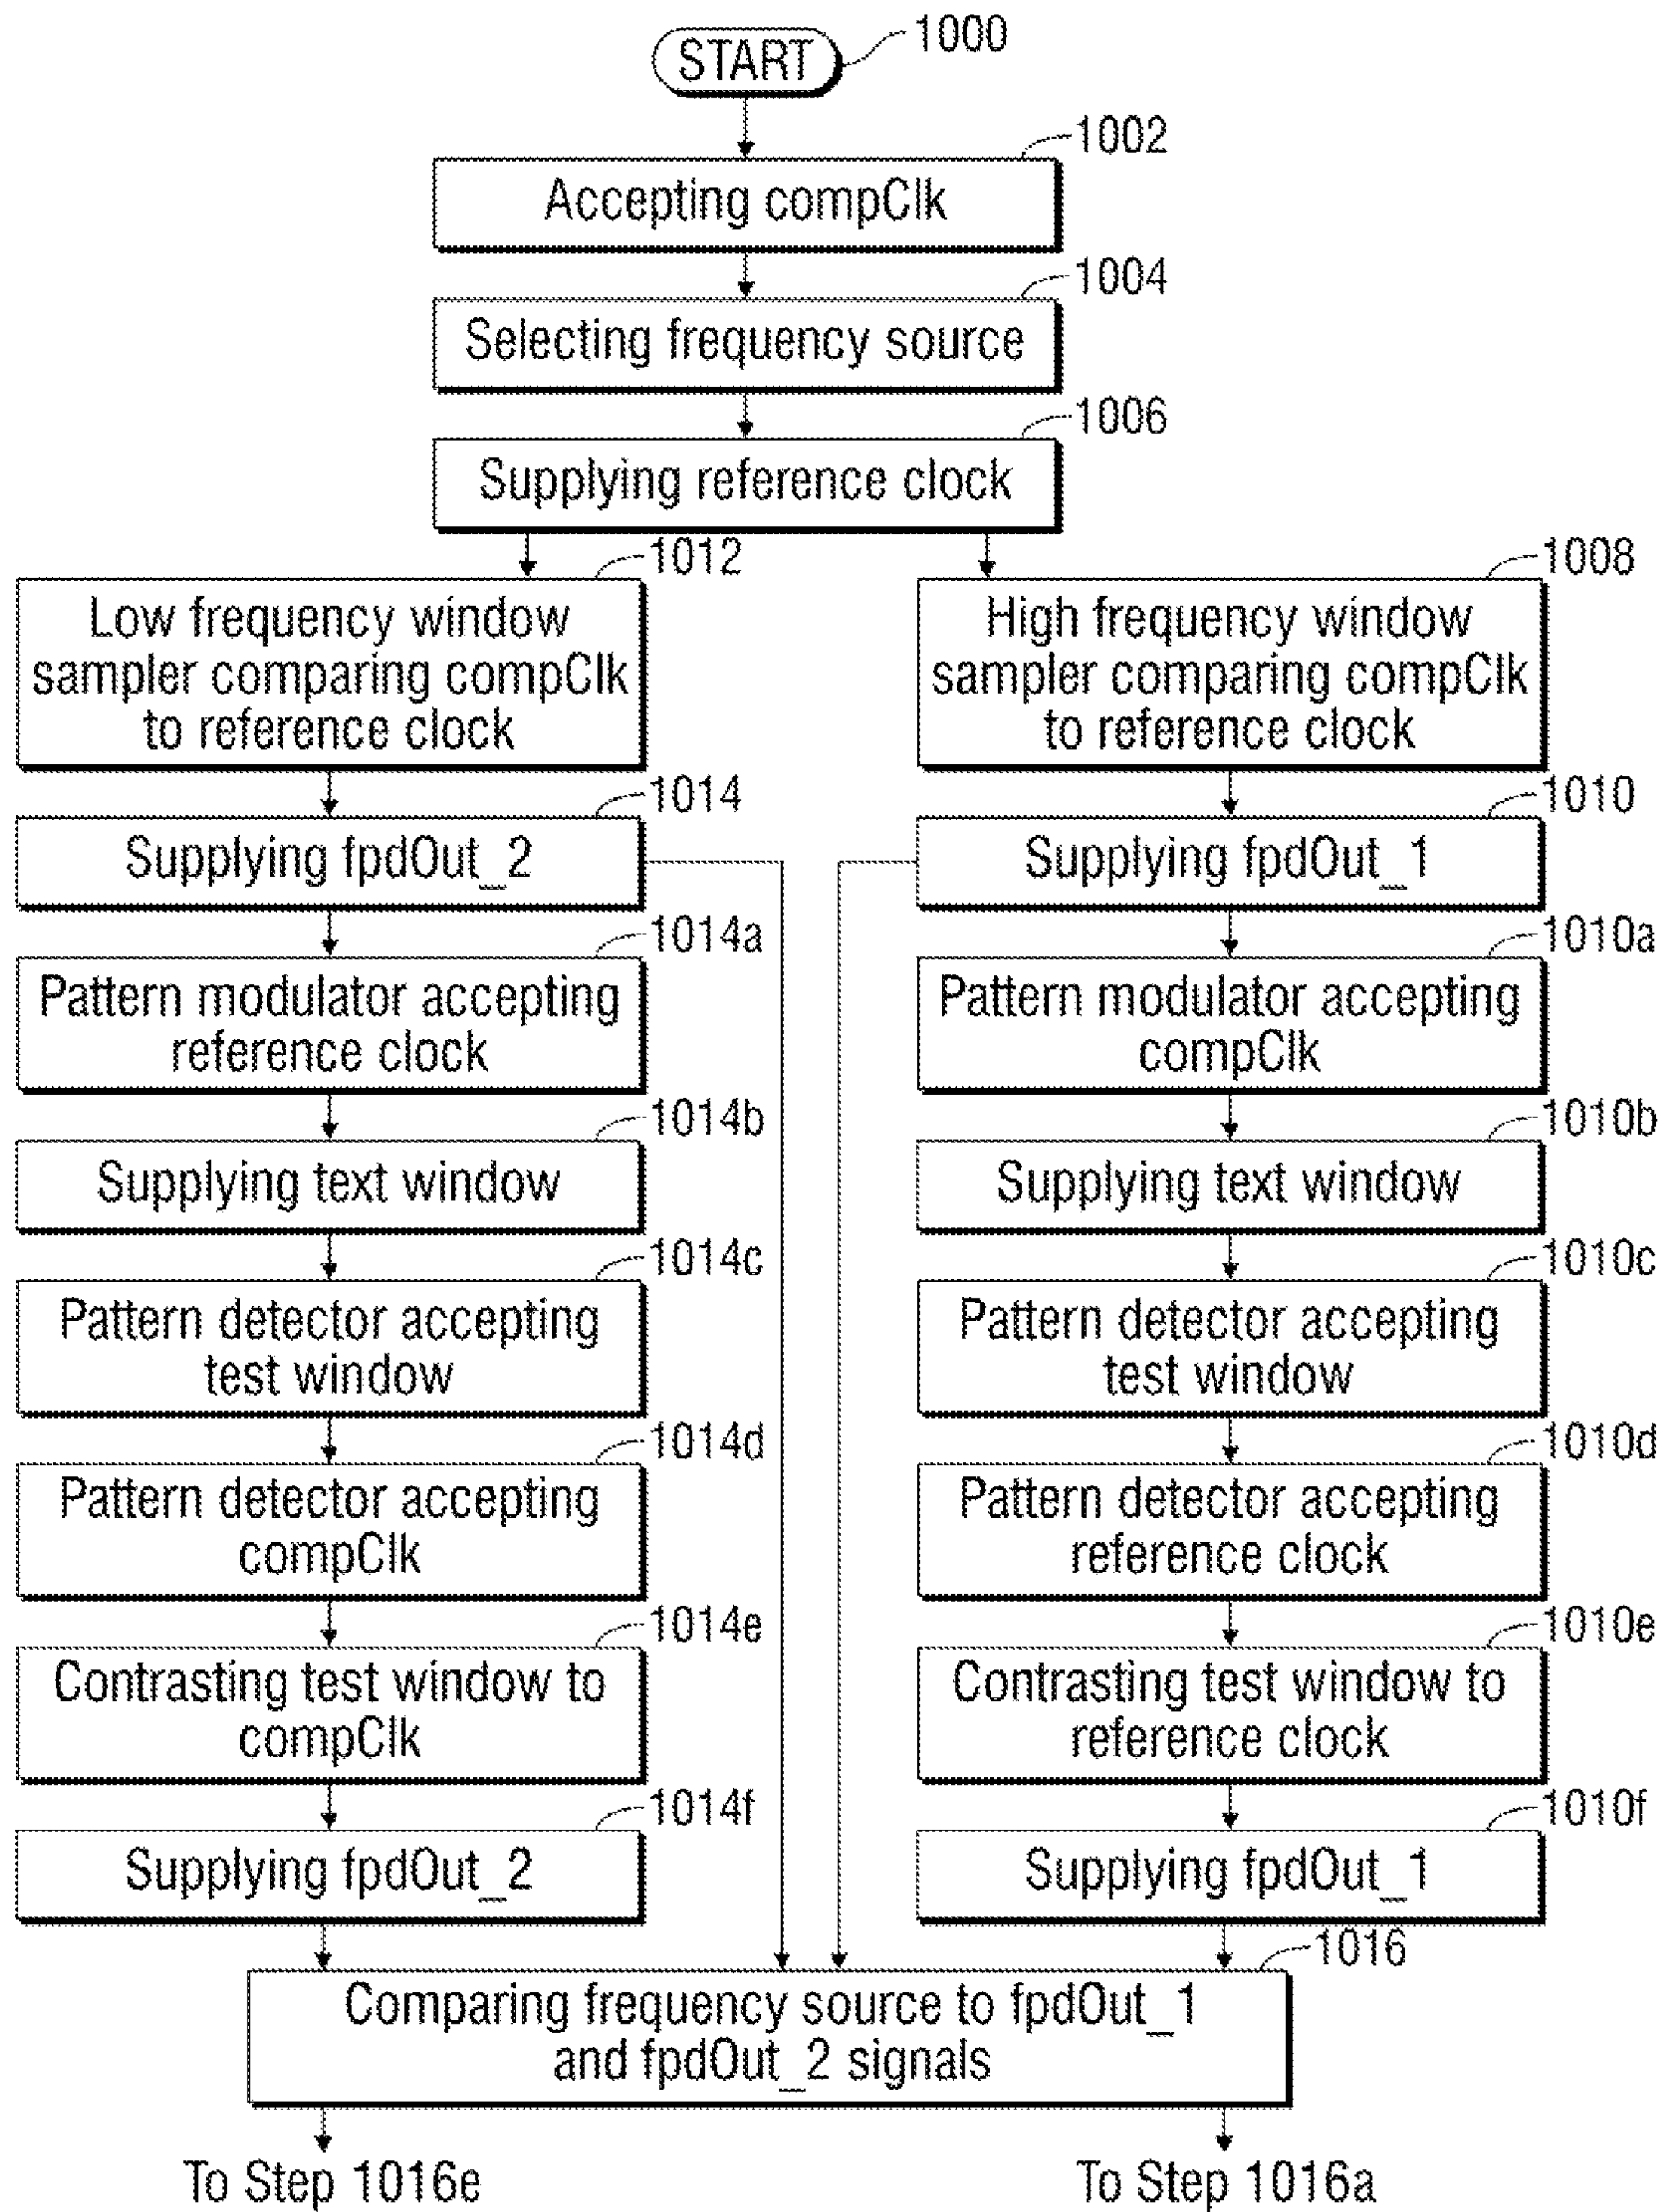 START
1000
1002
Accepting compClk
1004
Selecting frequency source
1006
Supplying reference clock
1012
Low frequency window
sampler comparing compClk
to reference clock
1014
Supplying fpdOut_2
1014a
Pattern modulator accepting
reference clock
1014b
Supplying text window
1014c
Pattern detector accepting
test window
1014d
Pattern detector accepting
compClk
1014e
Contrasting test window to
compClk
1014f
Supplying fpdOut_2
1008
High frequency window
sampler comparing compClk
to reference clock
1010
Supplying fpdOut_1
1010a
Pattern modulator accepting
compClk
1010b
Supplying text window
1010c
Pattern detector accepting
test window
1010d
Pattern detector accepting
reference clock
1010e
Contrasting test window to
reference clock
1010f
Supplying fpdOut_1
1016
Comparing frequency source to fpdOut_1
and fpdOut_2 signals
To Step 1016e
To Step 1016a